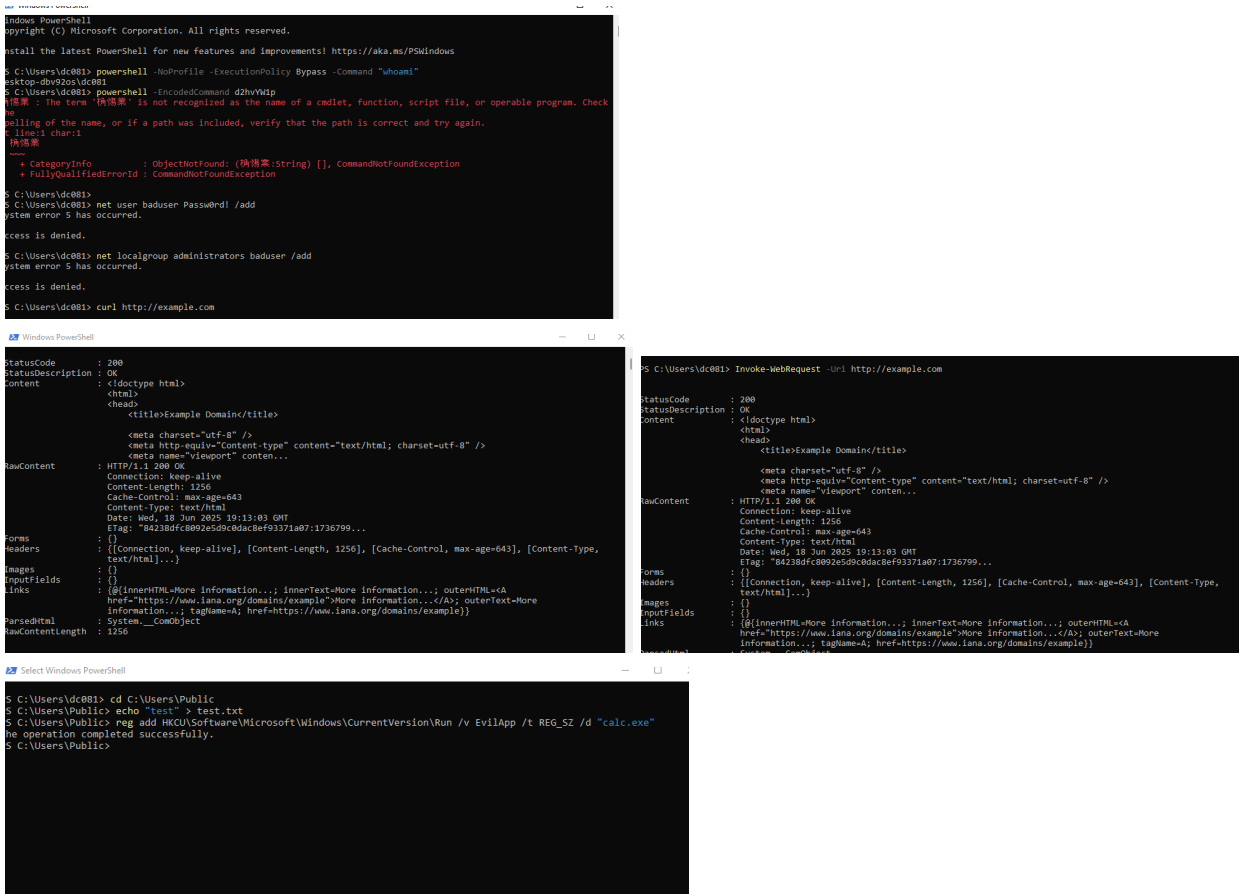 indows PowerShell
opyright (C) Microsoft Corporation. All rights reserved.
nstall the latest PowerShell for new features and improvements! https://aka.ms/PSWindows
S C:\Users\dc081> powershell -NoProfile -ExecutionPolicy Bypass -Command "whoami"
esktop-dbv92os\dc081
S C:\Users\dc081> powershell -EncodedCommand d2hvYW1p
: The term ' ' is not recognized as the name of a cmdlet, function, script file, or operable program. Check
he
pelling of the name, or if a path was included, verify that the path is correct and try again.
t line:1 char:1
~~~
+ CategoryInfo : ObjectNotFound: ( :String) [], CommandNotFoundException
+ FullyQualifiedErrorId : CommandNotFoundException
S C:\Users\dc081>
S C:\Users\dc081> net user baduser Passw0rd! /add
ystem error 5 has occurred.
ccess is denied.
S C:\Users\dc081> net localgroup administrators baduser /add
ystem error 5 has occurred.
ccess is denied.
S C:\Users\dc081> curl http://example.com
Windows PowerShell
StatusCode : 200
StatusDescription : OK
Content : <!doctype html>
<html>
<head>
<title>Example Domain</title>
<meta charset="utf-8" />
<meta http-equiv="Content-type" content="text/html; charset=utf-8" />
<meta name="viewport" conten...
RawContent : HTTP/1.1 200 OK
Connection: keep-alive
Content-Length: 1256
Cache-Control: max-age=643
Content-Type: text/html
Date: Wed, 18 Jun 2025 19:13:03 GMT
ETag: "84238dfc8092e5d9c0dac8ef93371a07:1736799...
Forms : {}
Headers : {[Connection, keep-alive], [Content-Length, 1256], [Cache-Control, max-age=643], [Content-Type,
text/html]...}
Images : {}
InputFields : {}
Links : {@{innerHTML=More information...; innerText=More information...; outerHTML=<A
href="https://www.iana.org/domains/example">More information...</A>; outerText=More
information...; tagName=A; href=https://www.iana.org/domains/example}}
ParsedHtml : System.__ComObject
RawContentLength : 1256
PS C:\Users\dc081> Invoke-WebRequest -Uri http://example.com
StatusCode : 200
StatusDescription : OK
Content : <!doctype html>
<html>
<head>
<title>Example Domain</title>
<meta charset="utf-8" />
<meta http-equiv="Content-type" content="text/html; charset=utf-8" />
<meta name="viewport" conten...
RawContent : HTTP/1.1 200 OK
Connection: keep-alive
Content-Length: 1256
Cache-Control: max-age=643
Content-Type: text/html
Date: Wed, 18 Jun 2025 19:13:03 GMT
ETag: "84238dfc8092e5d9c0dac8ef93371a07:1736799...
Forms : {}
Headers : {[Connection, keep-alive], [Content-Length, 1256], [Cache-Control, max-age=643], [Content-Type,
text/html]...}
Images : {}
InputFields : {}
Links : {@{innerHTML=More information...; innerText=More information...; outerHTML=<A
href="https://www.iana.org/domains/example">More information...</A>; outerText=More
information...; tagName=A; href=https://www.iana.org/domains/example}}
Select Windows PowerShell
S C:\Users\dc081> cd C:\Users\Public
S C:\Users\Public> echo "test" > test.txt
S C:\Users\Public> reg add HKCU\Software\Microsoft\Windows\CurrentVersion\Run /v EvilApp /t REG_SZ /d "calc.exe"
he operation completed successfully.
S C:\Users\Public>